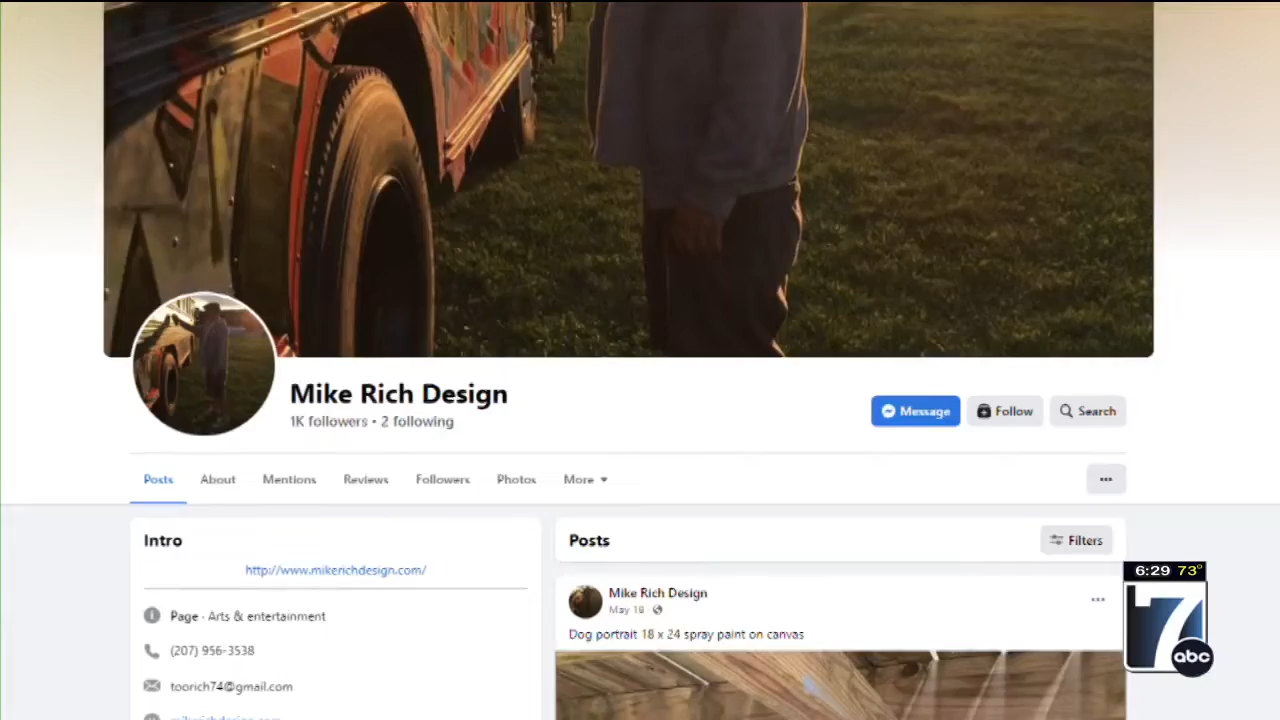 Mike Rich Design
1K followers • 2 following
Message
Follow
Search
Posts
About
Mentions
Reviews
Followers
Photos
More
Intro
http://www.mikerichdesign.com/
Page · Arts & entertainment
(207) 956-3538
toorich74@gmail.com
mikerichdesign.com
Posts
Filters
Mike Rich Design
May 18
Dog portrait 18 x 24 spray paint on canvas
6:29 73°
7
abc